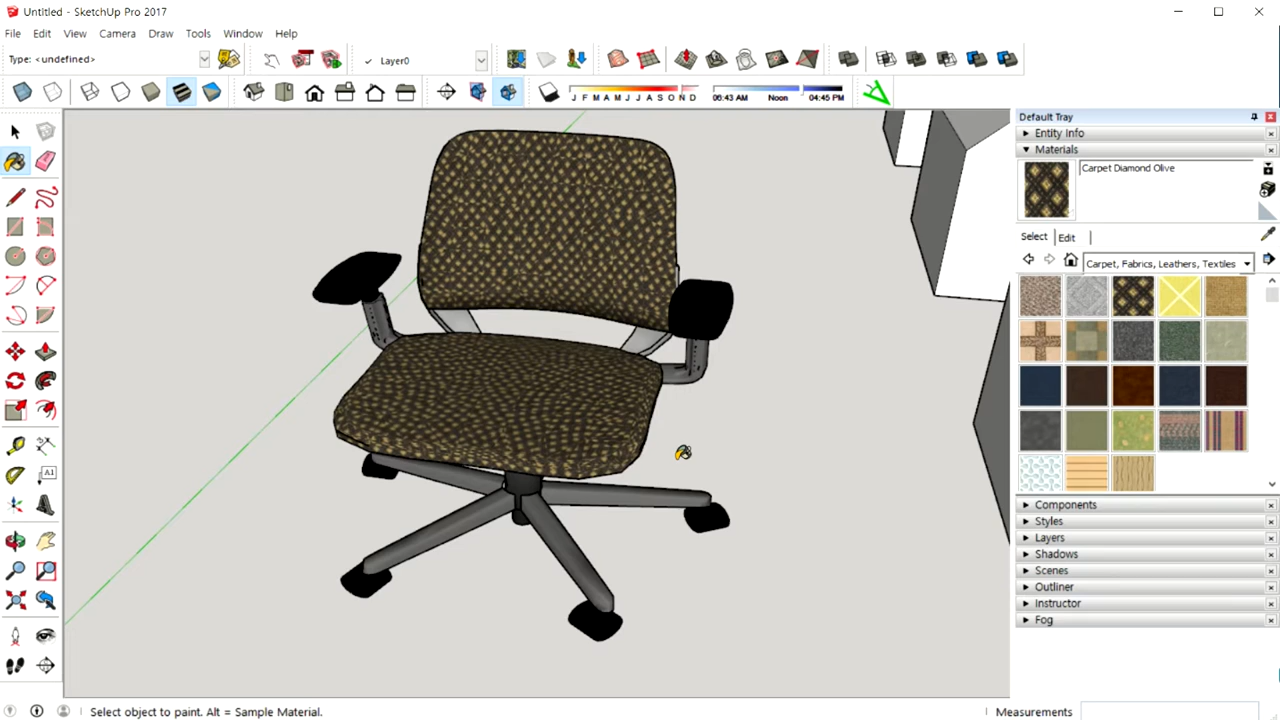 Untitled - SketchUp Pro 2017
File Edit View Camera Draw Tools Window Help
Type: <undefined>
Layer0
J F M A M J J A S O N D
06:43 AM Noon 04:45 PM
Default Tray
Entity Info
Materials
Carpet Diamond Olive
Select Edit
Carpet, Fabrics, Leathers, Textiles
A1
Components
Styles
Layers
Shadows
Scenes
Outliner
Instructor
Fog
Select object to paint. Alt = Sample Material.
Measurements